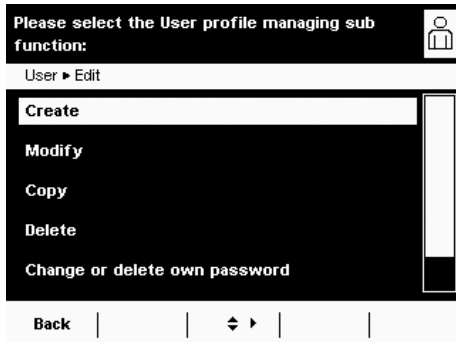 Please select the User profile managing sub
function:
User ▸ Edit
Create
Modify
Copy
Delete
Change or delete own password
Back